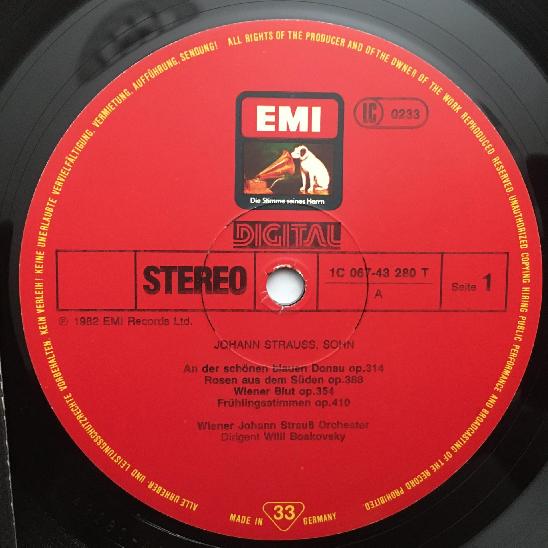 ALLE URHEBER UND LEISTUNGSSCHUTZRECHTE VORBEHALTEN. KEIN VERLEIH! KEINE UNERLAUBTE VERVIELFÄLTIGUNG, VERMIETUNG, AUFFÜHRUNG, SENDUNG! ALL RIGHTS OF THE PRODUCER AND OF THE OWNER OF THE WORK REPRODUCED RESERVED UNAUTHORIZED COPYING HIRING PUBLIC PERFORMANCE AND BROADCASTING OF THE RECORD PROHIBITED.
EMI
LC 0233
Die Stimme seines Herrn
DIGITAL
STEREO
1C 067-43 280 T
A
Seite 1
℗ 1982 EMI Records Ltd.
JOHANN STRAUSS, SOHN
An der schönen blauen Donau op.314
Rosen aus dem Süden op.388
Wiener Blut op.354
Frühlingsstimmen op.410
Wiener Johann Strauß Orchester
Dirigent Willi Boskovsky
MADE IN 33 GERMANY